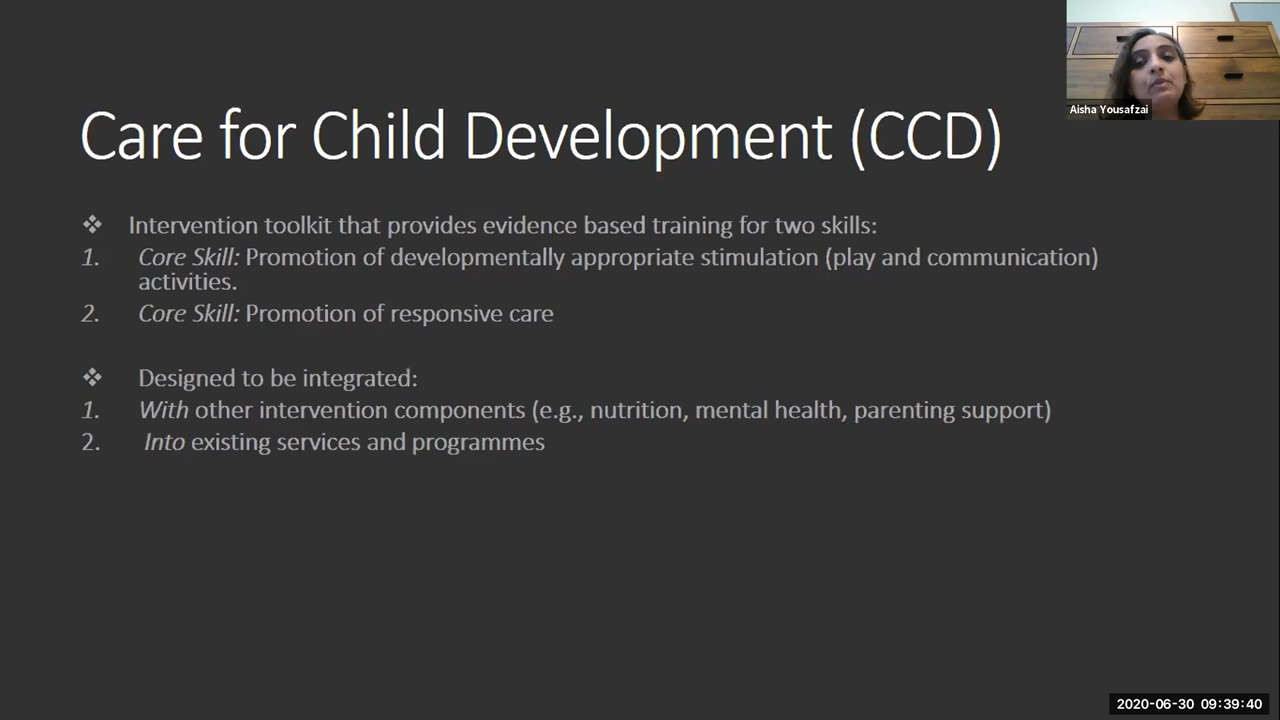 Aisha Yousafzai
Care for Child Development (CCD)
❖ Intervention toolkit that provides evidence based training for two skills:
1. Core Skill: Promotion of developmentally appropriate stimulation (play and communication)
activities.
2. Core Skill: Promotion of responsive care
❖ Designed to be integrated:
1. With other intervention components (e.g., nutrition, mental health, parenting support)
2. Into existing services and programmes
2020-06-30 09:39:40